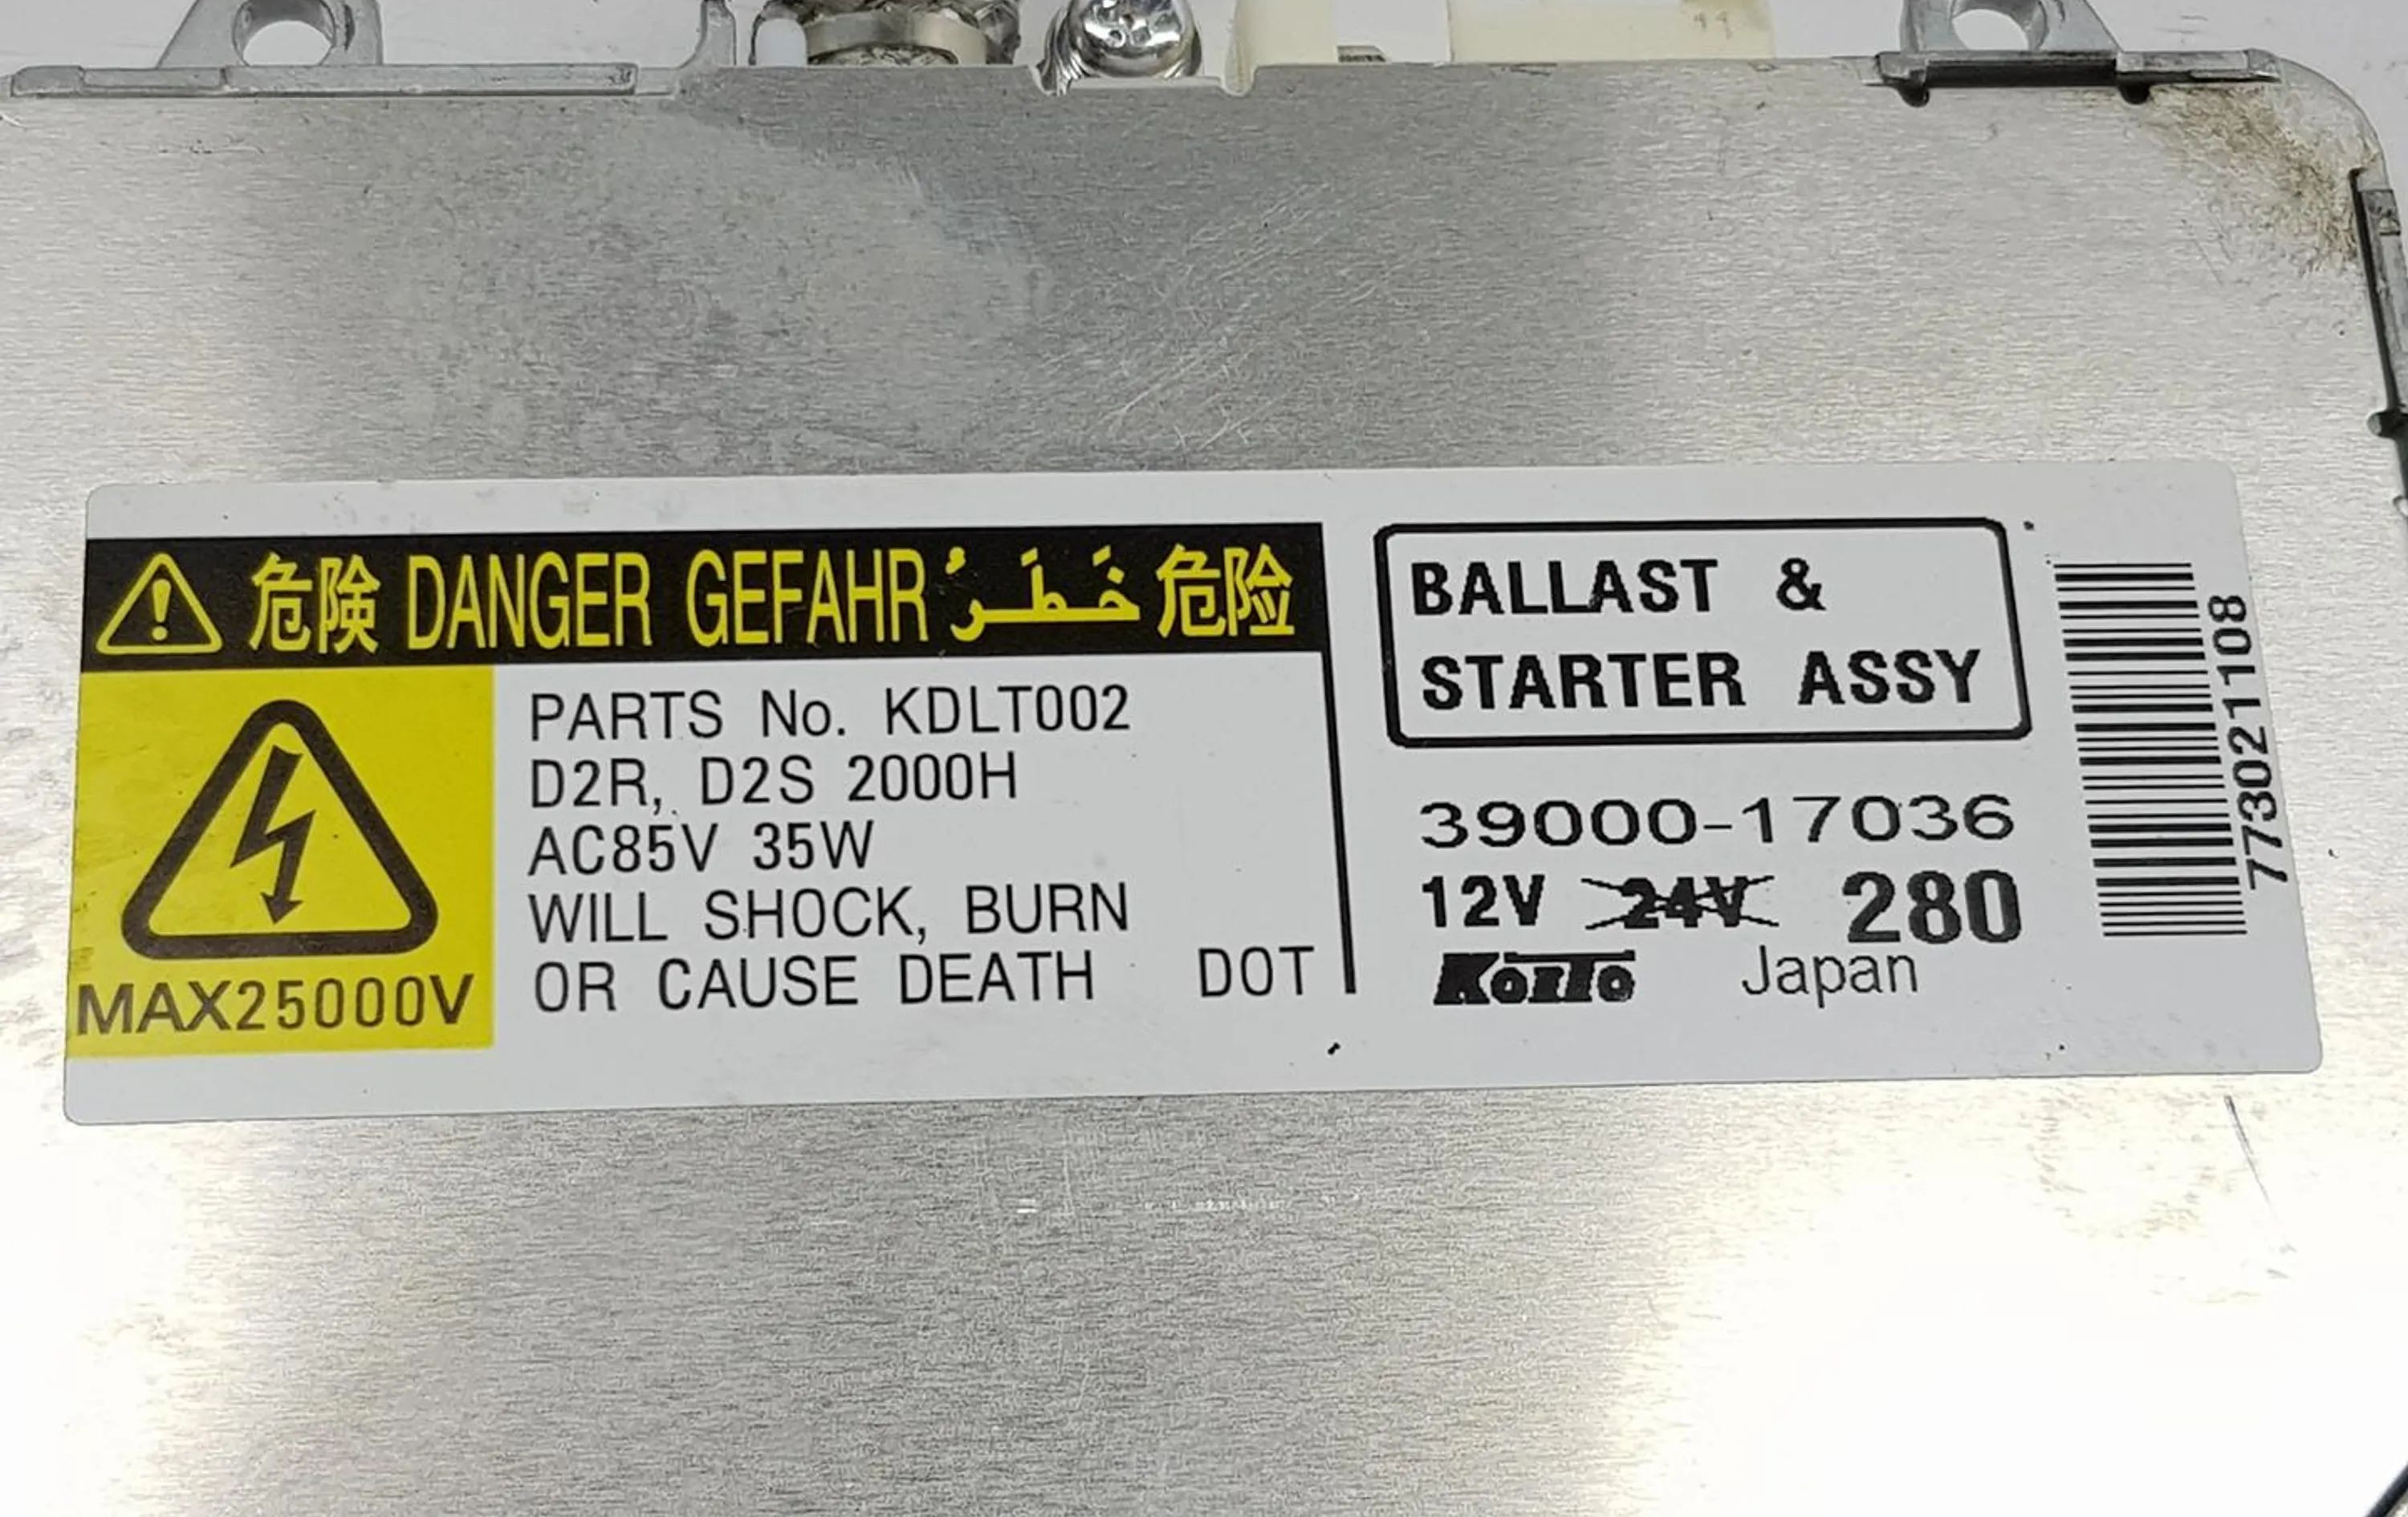 危険 DANGER GEFAHR خَطَرٌ 危险
PARTS No. KDLT002
D2R, D2S 2000H
AC85V 35W
WILL SHOCK, BURN
OR CAUSE DEATH DOT
MAX25000V
BALLAST &
STARTER ASSY
39000-17036
12V 24V 280
KOITO Japan
773021108